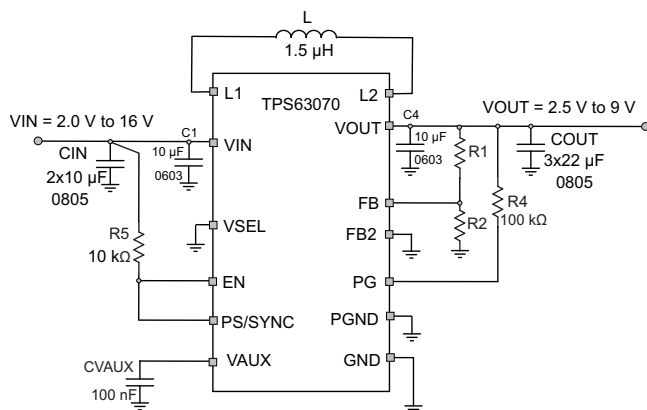 L
1.5 µH
L1
L2
TPS63070
VIN = 2.0 V to 16 V
C1
VIN
10 µF
0603
CIN
2x10 µF
0805
C4
VOUT = 2.5 V to 9 V
VOUT
10 µF
0603
R1
COUT
3x22 µF
0805
FB
R2
R4
100 kΩ
VSEL
FB2
R5
10 kΩ
EN
PG
PS/SYNC
PGND
VAUX
GND
CVAUX
100 nF